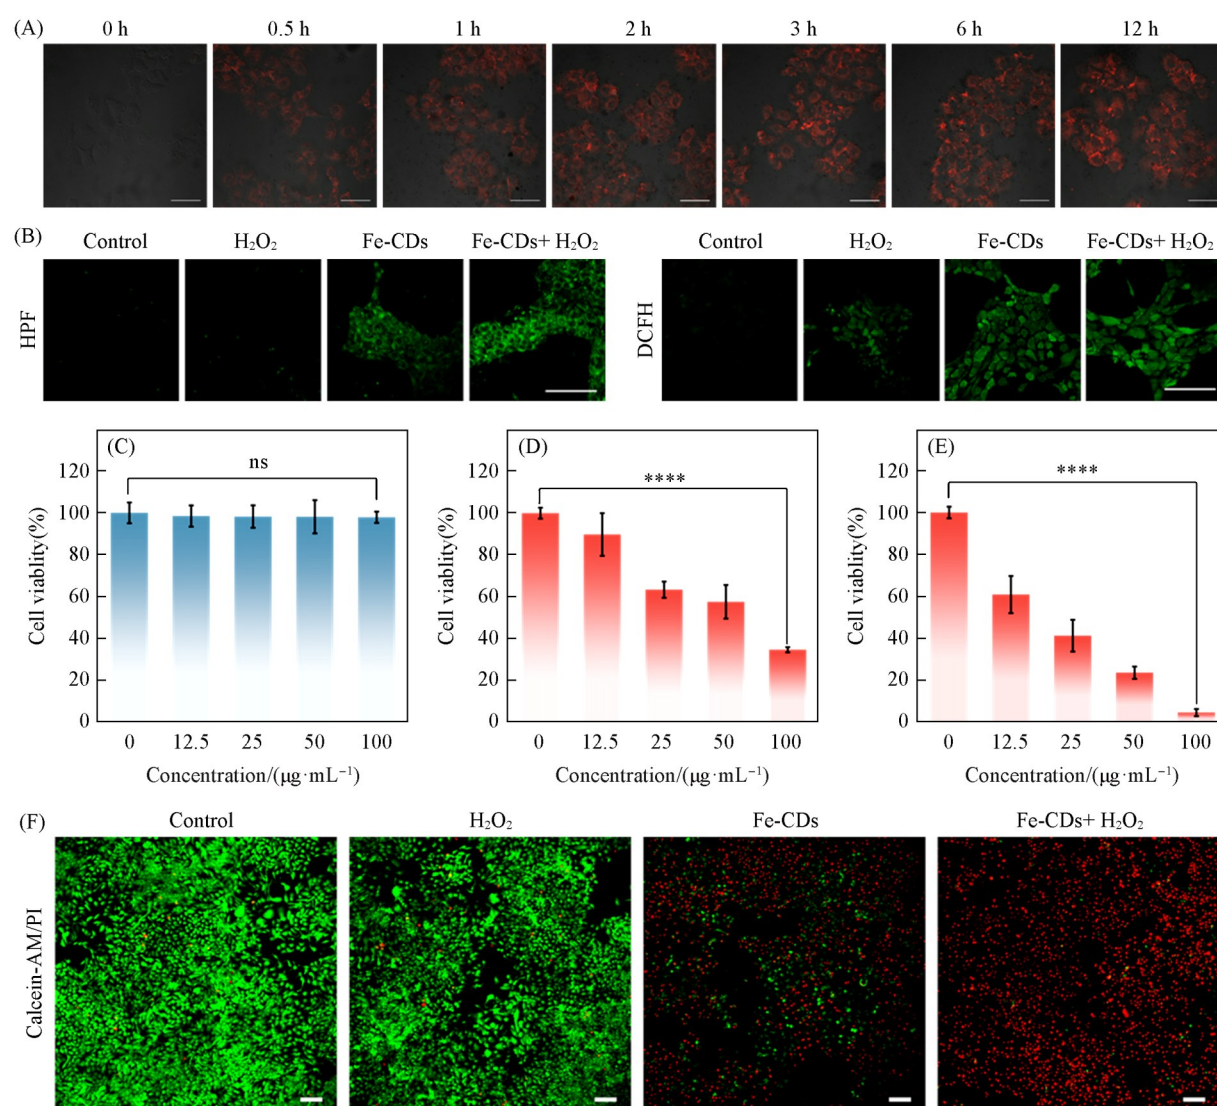 (A) 0 h 0.5 h 1 h 2 h 3 h 6 h 12 h
(B) Control H₂O₂ Fe-CDs Fe-CDs+ H₂O₂ Control H₂O₂ Fe-CDs Fe-CDs+ H₂O₂
HPF
DCFH
(C)
ns
Cell viablity(%)
120
100
80
60
40
20
0
0 12.5 25 50 100
Concentration/(μg·mL⁻¹)
(D)
****
Cell viablity(%)
120
100
80
60
40
20
0
0 12.5 25 50 100
Concentration/(μg·mL⁻¹)
(E)
****
Cell viablity(%)
120
100
80
60
40
20
0
0 12.5 25 50 100
Concentration/(μg·mL⁻¹)
(F) Control H₂O₂ Fe-CDs Fe-CDs+ H₂O₂
Calcein-AM/PI